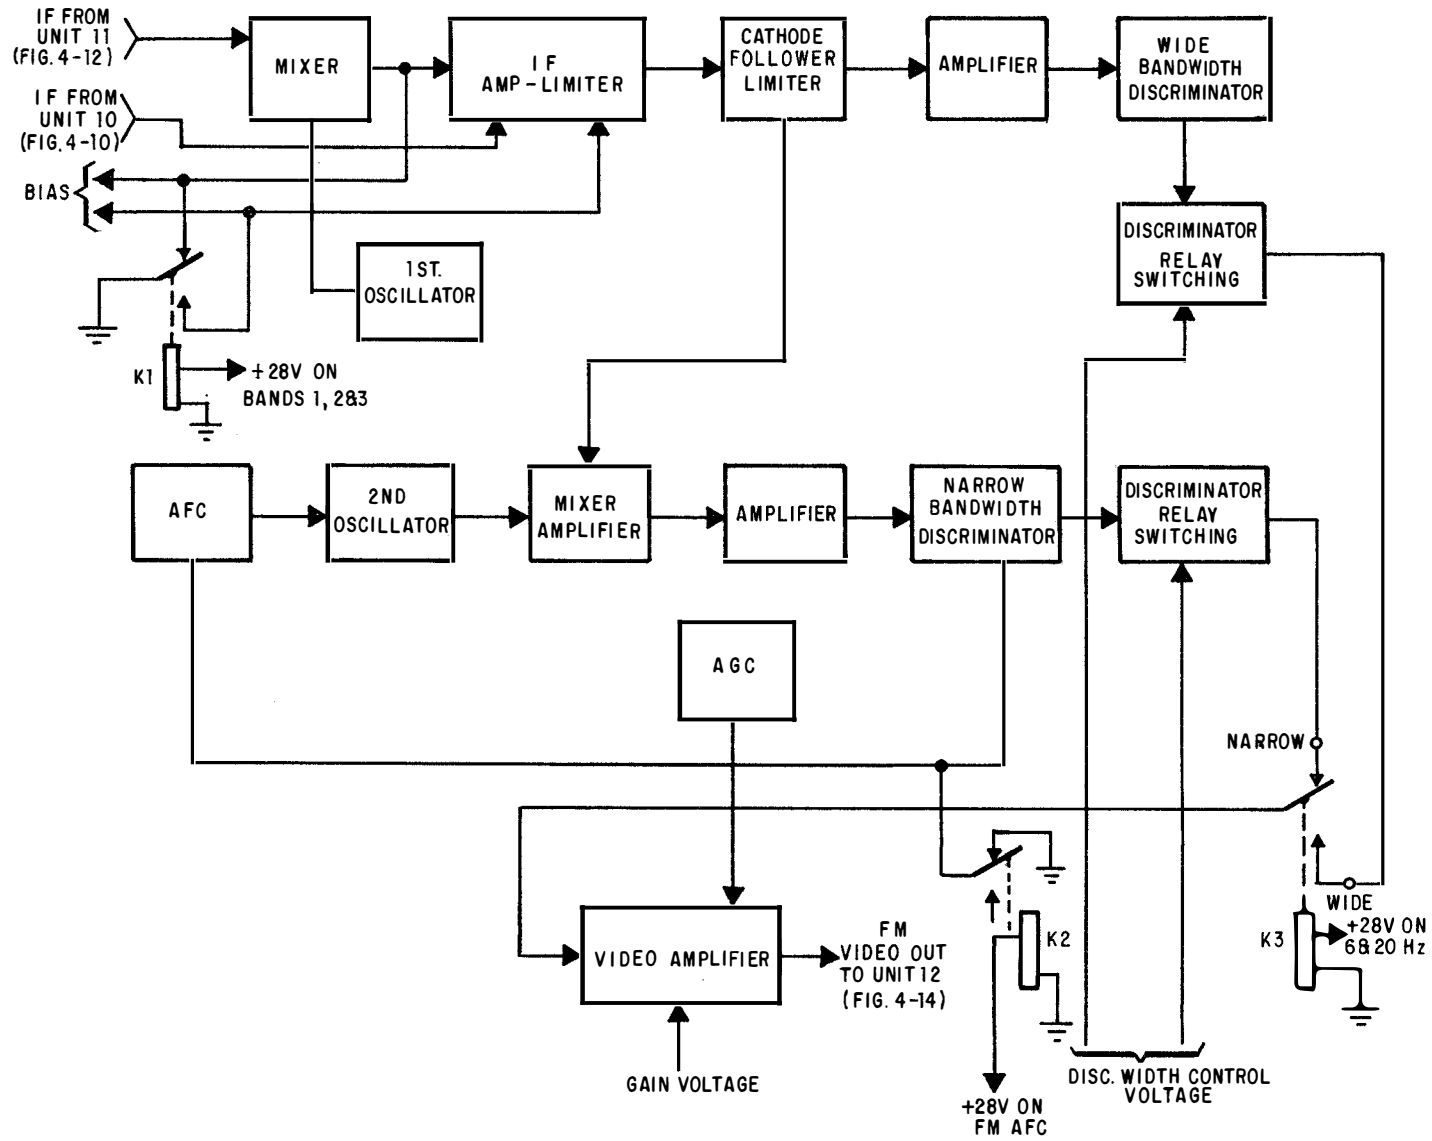 IF FROM
UNIT 11
(FIG. 4-12)
MIXER
IF
AMP-LIMITER
CATHODE
FOLLOWER
LIMITER
AMPLIFIER
WIDE
BANDWIDTH
DISCRIMINATOR
IF FROM
UNIT 10
(FIG. 4-10)
BIAS
1ST.
OSCILLATOR
DISCRIMINATOR
RELAY
SWITCHING
K1
+28V ON
BANDS 1, 2&3
AFC
2ND
OSCILLATOR
MIXER
AMPLIFIER
AMPLIFIER
NARROW
BANDWIDTH
DISCRIMINATOR
DISCRIMINATOR
RELAY
SWITCHING
AGC
NARROW
WIDE
K3
+28V ON
6&20 Hz
VIDEO AMPLIFIER
FM
VIDEO OUT
TO UNIT 12
(FIG. 4-14)
K2
GAIN VOLTAGE
+28V ON
FM AFC
DISC. WIDTH CONTROL
VOLTAGE